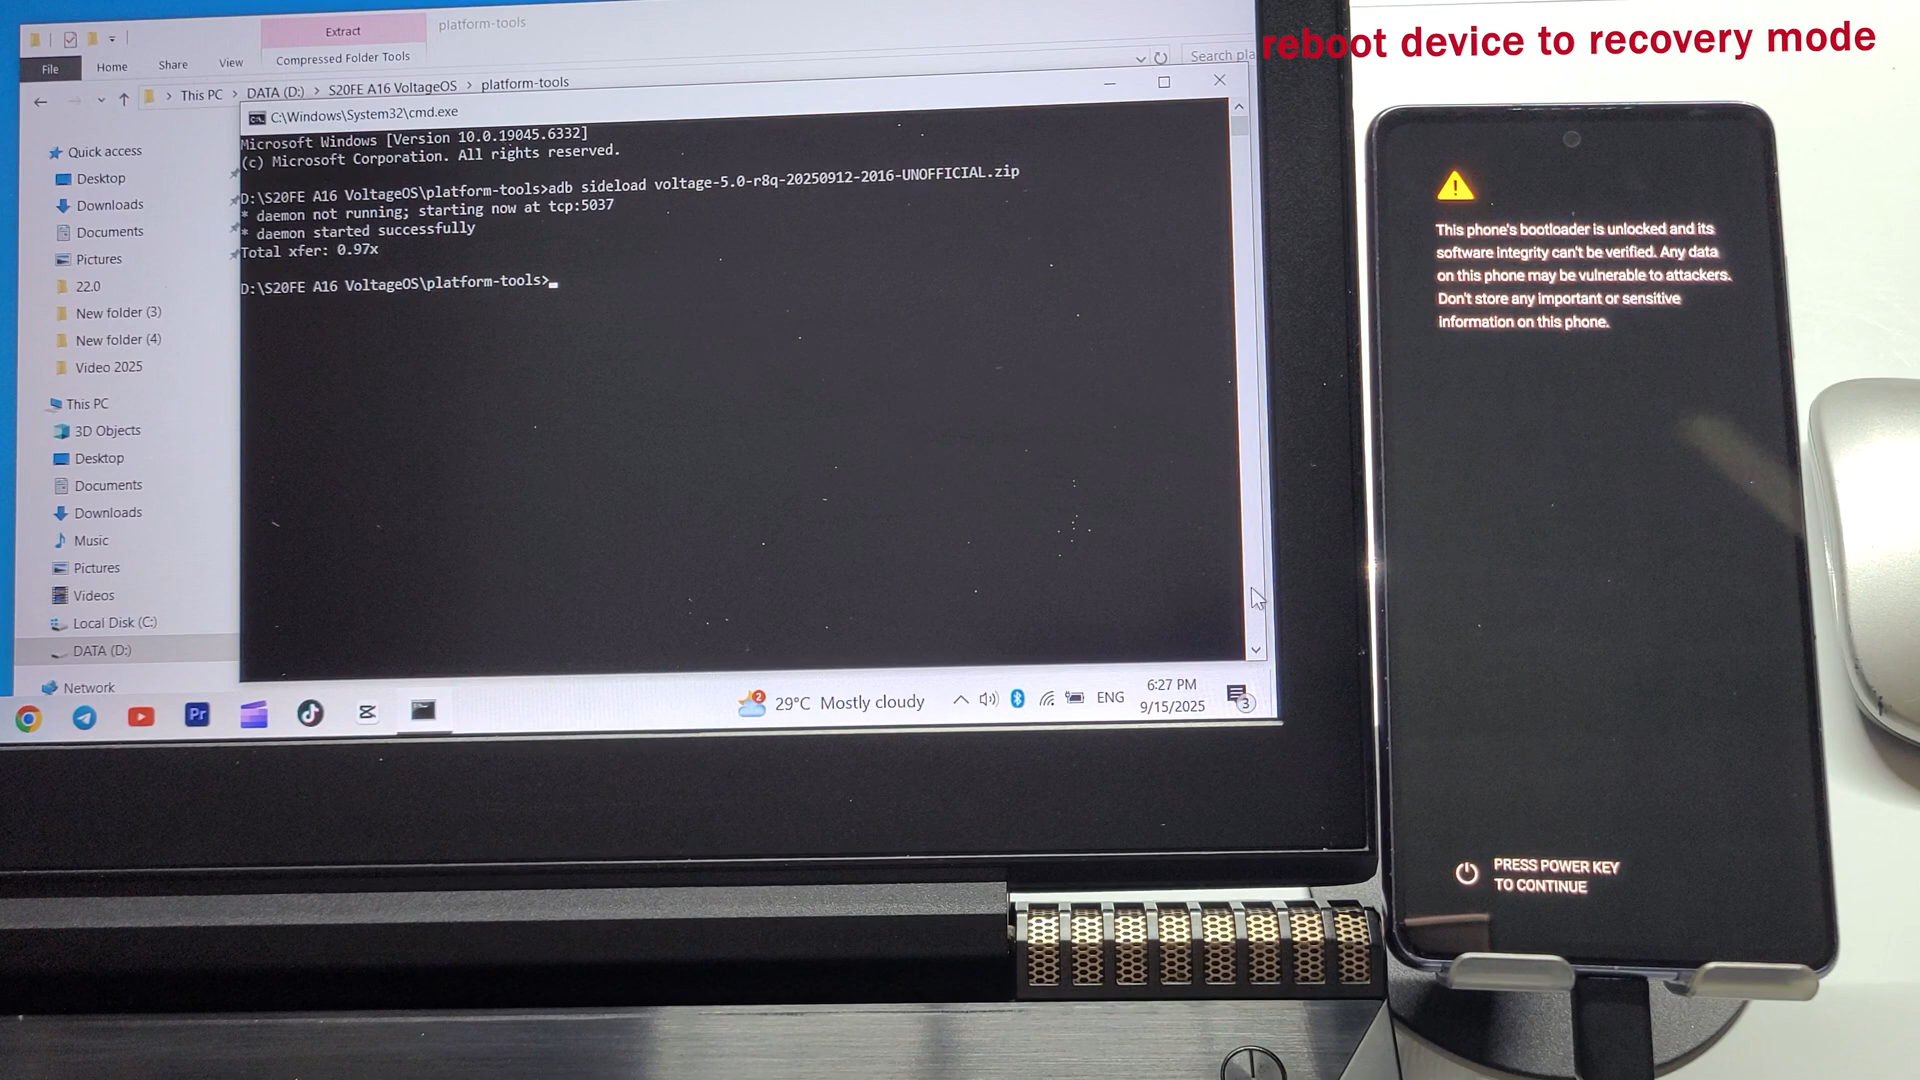 reboot device to recovery mode
Extract
platform-tools
File
Home
Share
View
Compressed Folder Tools
Search pla
This PC > DATA (D:) > S20FE A16 VoltageOS > platform-tools
C:\Windows\System32\cmd.exe
Microsoft Windows [Version 10.0.19045.6332]
(c) Microsoft Corporation. All rights reserved.
D:\S20FE A16 VoltageOS\platform-tools>adb sideload voltage-5.0-r8q-20250912-2016-UNOFFICIAL.zip
* daemon not running; starting now at tcp:5037
* daemon started successfully
Total xfer: 0.97x
D:\S20FE A16 VoltageOS\platform-tools>
Quick access
Desktop
Downloads
Documents
Pictures
22.0
New folder (3)
New folder (4)
Video 2025
This PC
3D Objects
Desktop
Documents
Downloads
Music
Pictures
Videos
Local Disk (C:)
DATA (D:)
Network
Pr
2
29°C Mostly cloudy
ENG
6:27 PM
9/15/2025
3
This phone's bootloader is unlocked and its
software integrity can't be verified. Any data
on this phone may be vulnerable to attackers.
Don't store any important or sensitive
information on this phone.
PRESS POWER KEY
TO CONTINUE